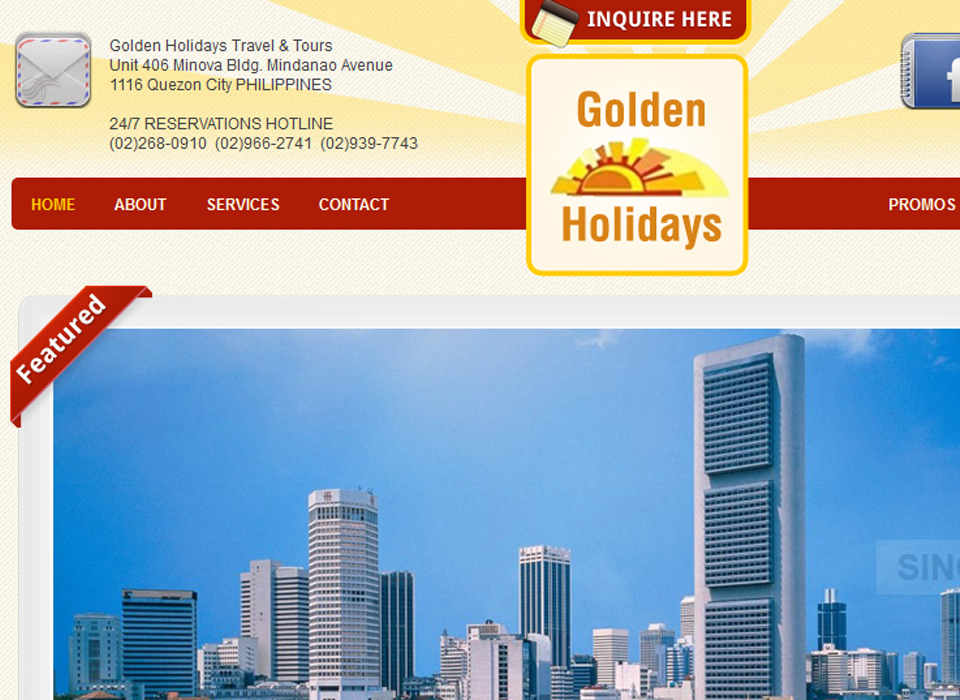 INQUIRE HERE
Golden Holidays Travel & Tours
Unit 406 Minova Bldg. Mindanao Avenue
1116 Quezon City PHILIPPINES
24/7 RESERVATIONS HOTLINE
(02)268-0910 (02)966-2741 (02)939-7743
Golden
Holidays
HOME ABOUT SERVICES CONTACT PROMOS
Featured
SING